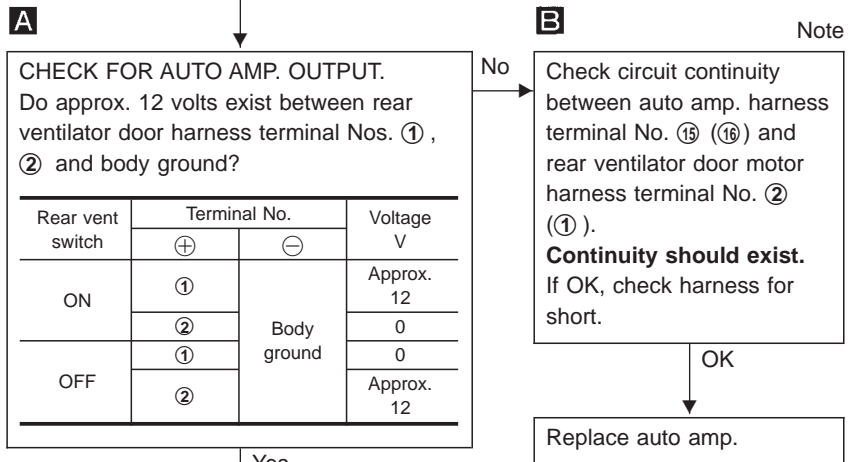 A
CHECK FOR AUTO AMP. OUTPUT.
Do approx. 12 volts exist between rear
ventilator door harness terminal Nos. ① ,
② and body ground?
Rear vent switch Terminal No. Voltage V
⊕ ⊖
ON ① Body ground Approx. 12
② 0
OFF ① 0
② Approx. 12
No
Yes
B
Note
Check circuit continuity
between auto amp. harness
terminal No. ⑮ (⑯) and
rear ventilator door motor
harness terminal No. ②
(① ).
Continuity should exist.
If OK, check harness for
short.
OK
Replace auto amp.